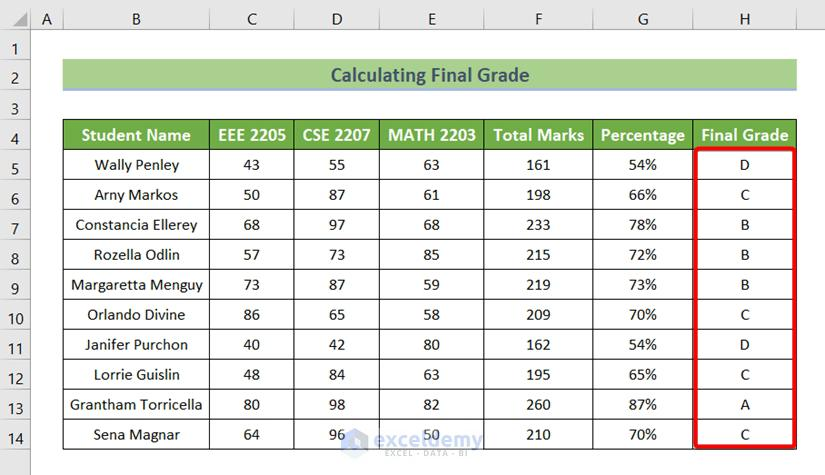 A B C D E F G H
1
2 Calculating Final Grade
3
4 Student Name EEE 2205 CSE 2207 MATH 2203 Total Marks Percentage Final Grade
5 Wally Penley 43 55 63 161 54% D
6 Arny Markos 50 87 61 198 66% C
7 Constancia Ellerey 68 97 68 233 78% B
8 Rozella Odlin 57 73 85 215 72% B
9 Margaretta Menguy 73 87 59 219 73% B
10 Orlando Divine 86 65 58 209 70% C
11 Janifer Purchon 40 42 80 162 54% D
12 Lorrie Guislin 48 84 63 195 65% C
13 Grantham Torricella 80 98 82 260 87% A
14 Sena Magnar 64 96 50 210 70% C
exceldemy
EXCEL - DATA - BI